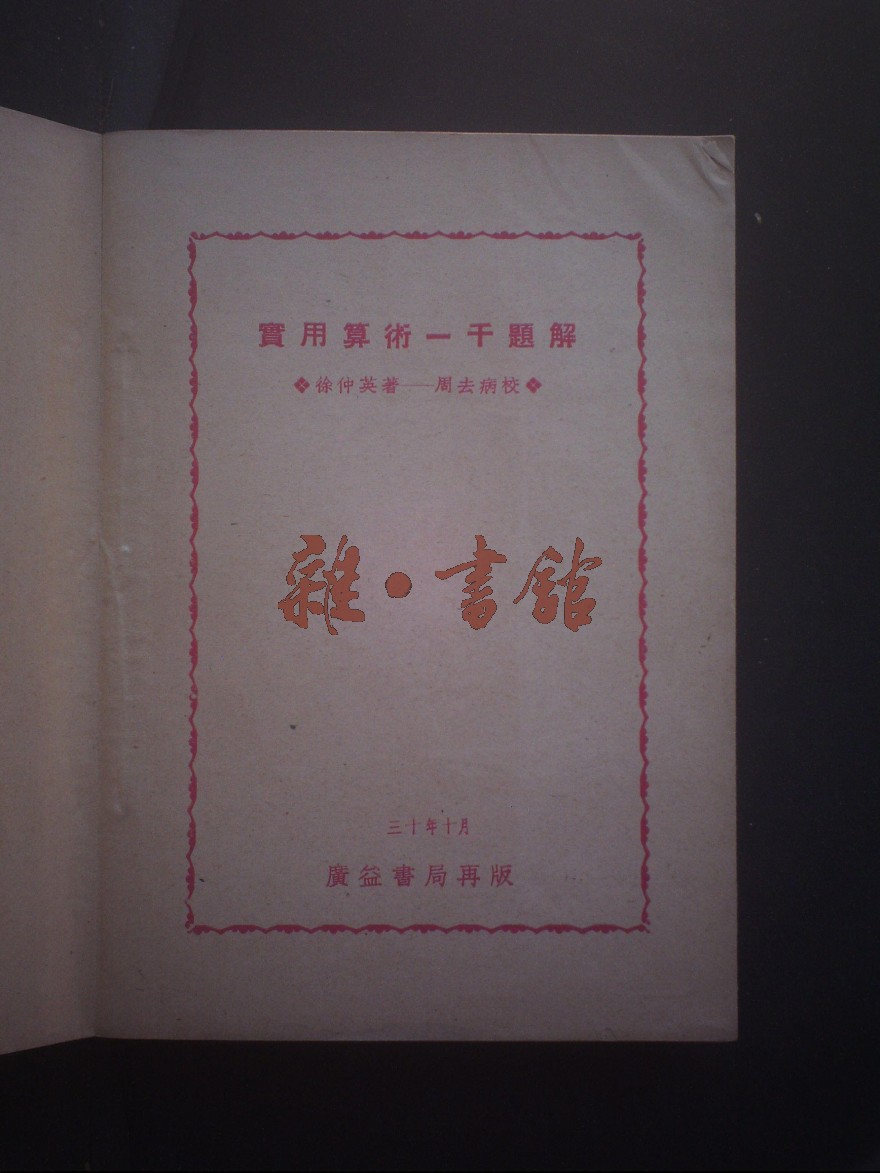 實用算術一千題解
❖徐仲英著——周去病校❖
雜·書館
三十年十月
廣益書局再版